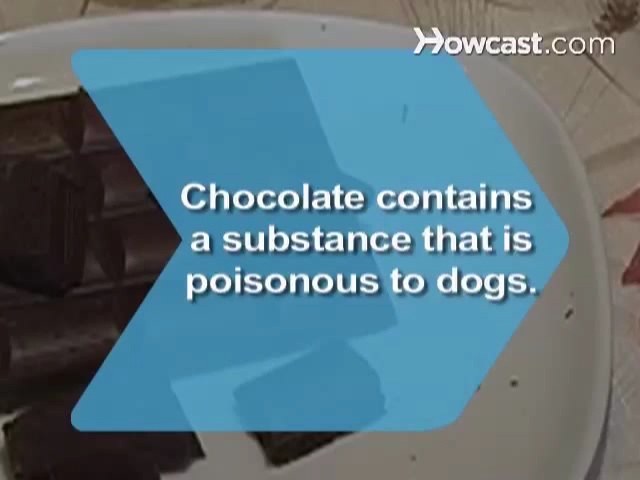 Howcast.com
Chocolate contains
a substance that is
poisonous to dogs.